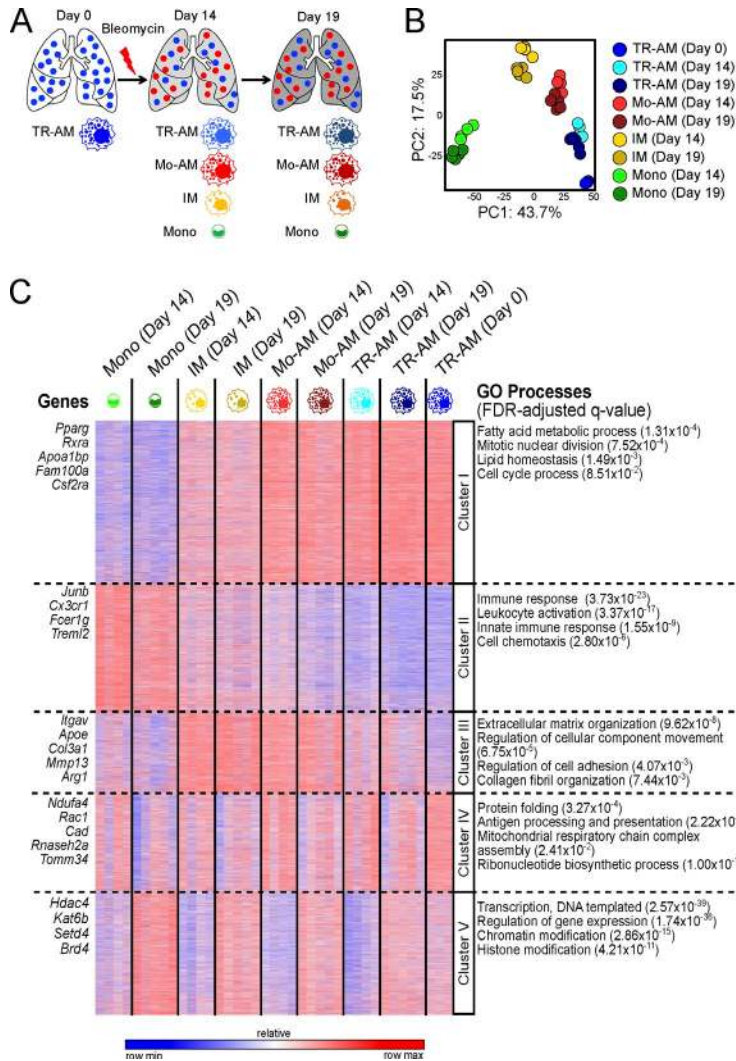 A
Day 0
Day 14
Day 19
Bleomycin
TR-AM
TR-AM
TR-AM
Mo-AM
Mo-AM
IM
IM
Mono
Mono
B
PC2: 17.5%
25
0
-25
-50
-25
0
25
50
PC1: 43.7%
TR-AM (Day 0)
TR-AM (Day 14)
TR-AM (Day 19)
Mo-AM (Day 14)
Mo-AM (Day 19)
IM (Day 14)
IM (Day 19)
Mono (Day 14)
Mono (Day 19)
C
Mono (Day 14)
Mono (Day 19)
IM (Day 14)
IM (Day 19)
Mo-AM (Day 14)
Mo-AM (Day 19)
TR-AM (Day 14)
TR-AM (Day 19)
TR-AM (Day 0)
Genes
GO Processes
(FDR-adjusted q-value)
Pparg
Rxra
Apoa1bp
Fam100a
Csf2ra
Cluster I
Fatty acid metabolic process (1.31x10⁻⁴)
Mitotic nuclear division (7.52x10⁻⁴)
Lipid homeostasis (1.49x10⁻³)
Cell cycle process (8.51x10⁻²)
Junb
Cx3cr1
Fcer1g
Treml2
Cluster II
Immune response (3.73x10⁻²³)
Leukocyte activation (3.37x10⁻¹⁷)
Innate immune response (1.55x10⁻⁹)
Cell chemotaxis (2.80x10⁻⁶)
Itgav
Apoe
Col3a1
Mmp13
Arg1
Cluster III
Extracellular matrix organization (9.62x10⁻⁸)
Regulation of cellular component movement
(6.75x10⁻⁵)
Regulation of cell adhesion (4.07x10⁻³)
Collagen fibril organization (7.44x10⁻³)
Ndufa4
Rac1
Cad
Rnaseh2a
Tomm34
Cluster IV
Protein folding (3.27x10⁻⁴)
Antigen processing and presentation (2.22x10
Mitochondrial respiratory chain complex
assembly (2.41x10⁻²)
Ribonucleotide biosynthetic process (1.00x10⁻
Hdac4
Kat6b
Setd4
Brd4
Cluster V
Transcription, DNA templated (2.57x10⁻³⁹)
Regulation of gene expression (1.74x10⁻³⁶)
Chromatin modification (2.86x10⁻¹⁵)
Histone modification (4.21x10⁻¹¹)
relative
row min
row max